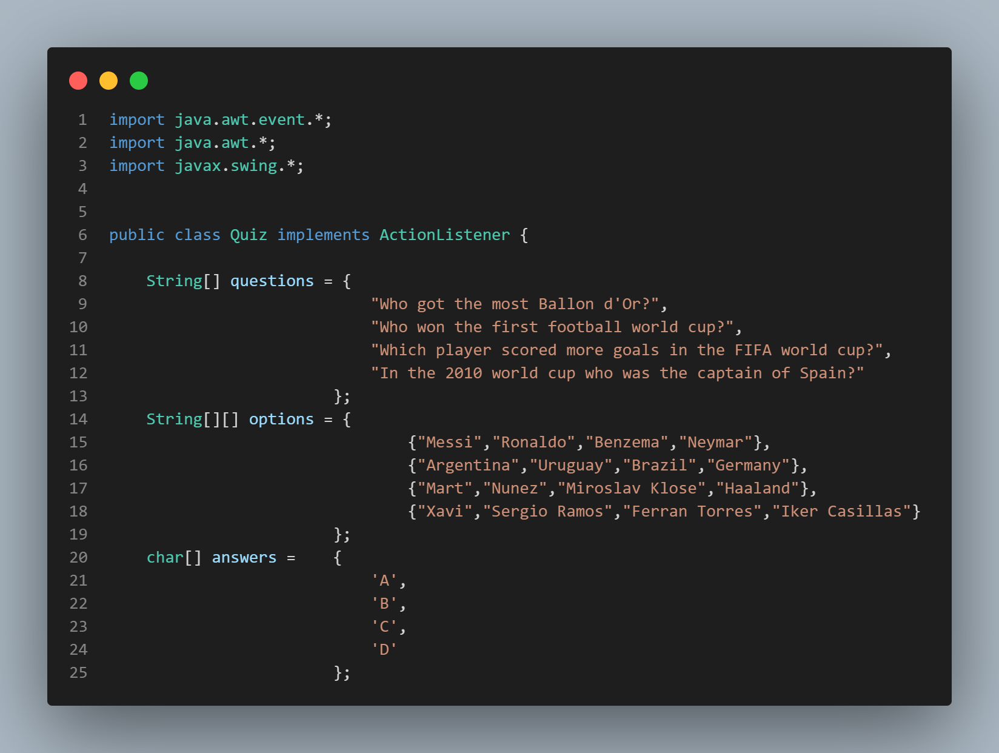 1 import java.awt.event.*;
2 import java.awt.*;
3 import javax.swing.*;
4
5
6 public class Quiz implements ActionListener {
7
8     String[] questions = {
9                             "Who got the most Ballon d'Or?",
10                             "Who won the first football world cup?",
11                             "Which player scored more goals in the FIFA world cup?",
12                             "In the 2010 world cup who was the captain of Spain?"
13                         };
14     String[][] options = {
15                                 {"Messi","Ronaldo","Benzema","Neymar"},
16                                 {"Argentina","Uruguay","Brazil","Germany"},
17                                 {"Mart","Nunez","Miroslav Klose","Haaland"},
18                                 {"Xavi","Sergio Ramos","Ferran Torres","Iker Casillas"}
19                         };
20     char[] answers =    {
21                             'A',
22                             'B',
23                             'C',
24                             'D'
25                         };